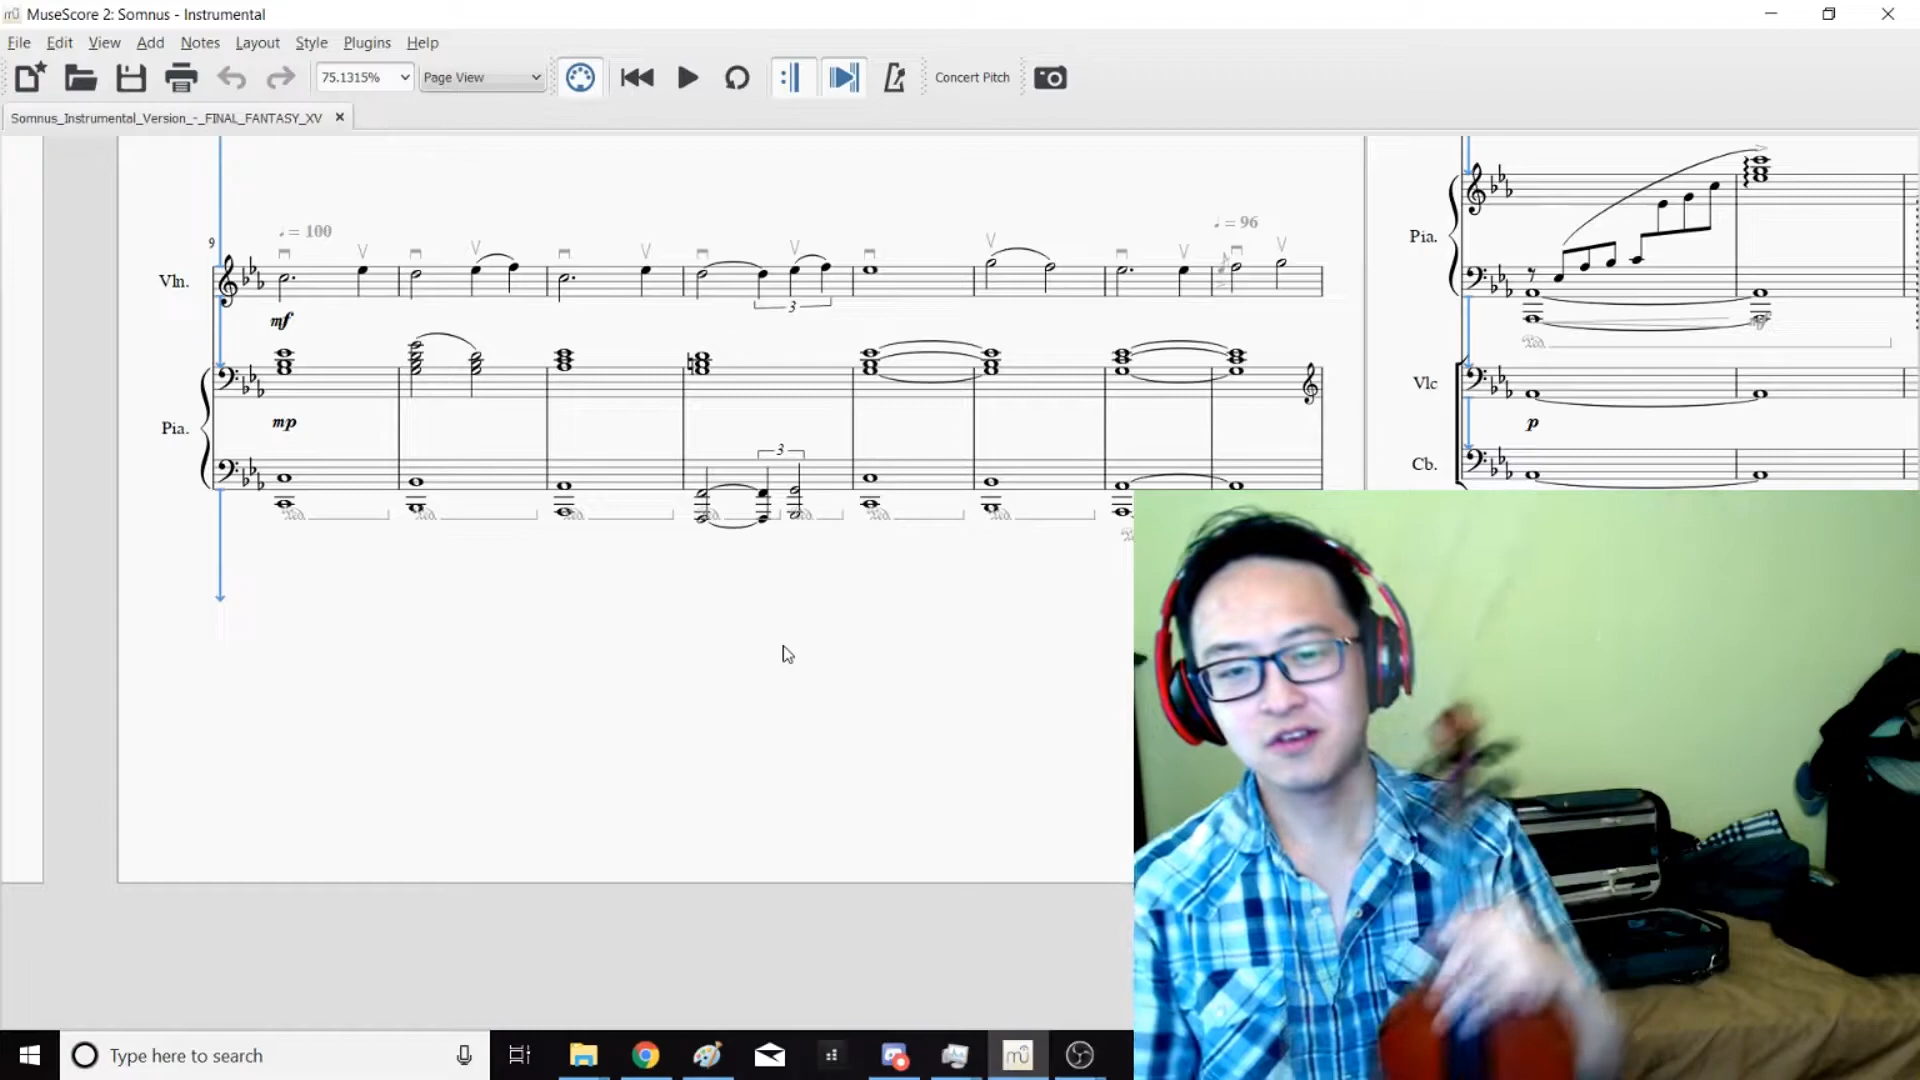 MuseScore 2: Somnus - Instrumental
File Edit View Add Notes Layout Style Plugins Help
75.1315% Page View Concert Pitch
Somnus_Instrumental_Version_-_FINAL_FANTASY_XV
9 = 100 = 96
Vln. 3
mf
mp
Pia. 3
Pia.
Vlc
p
Cb.
Type here to search